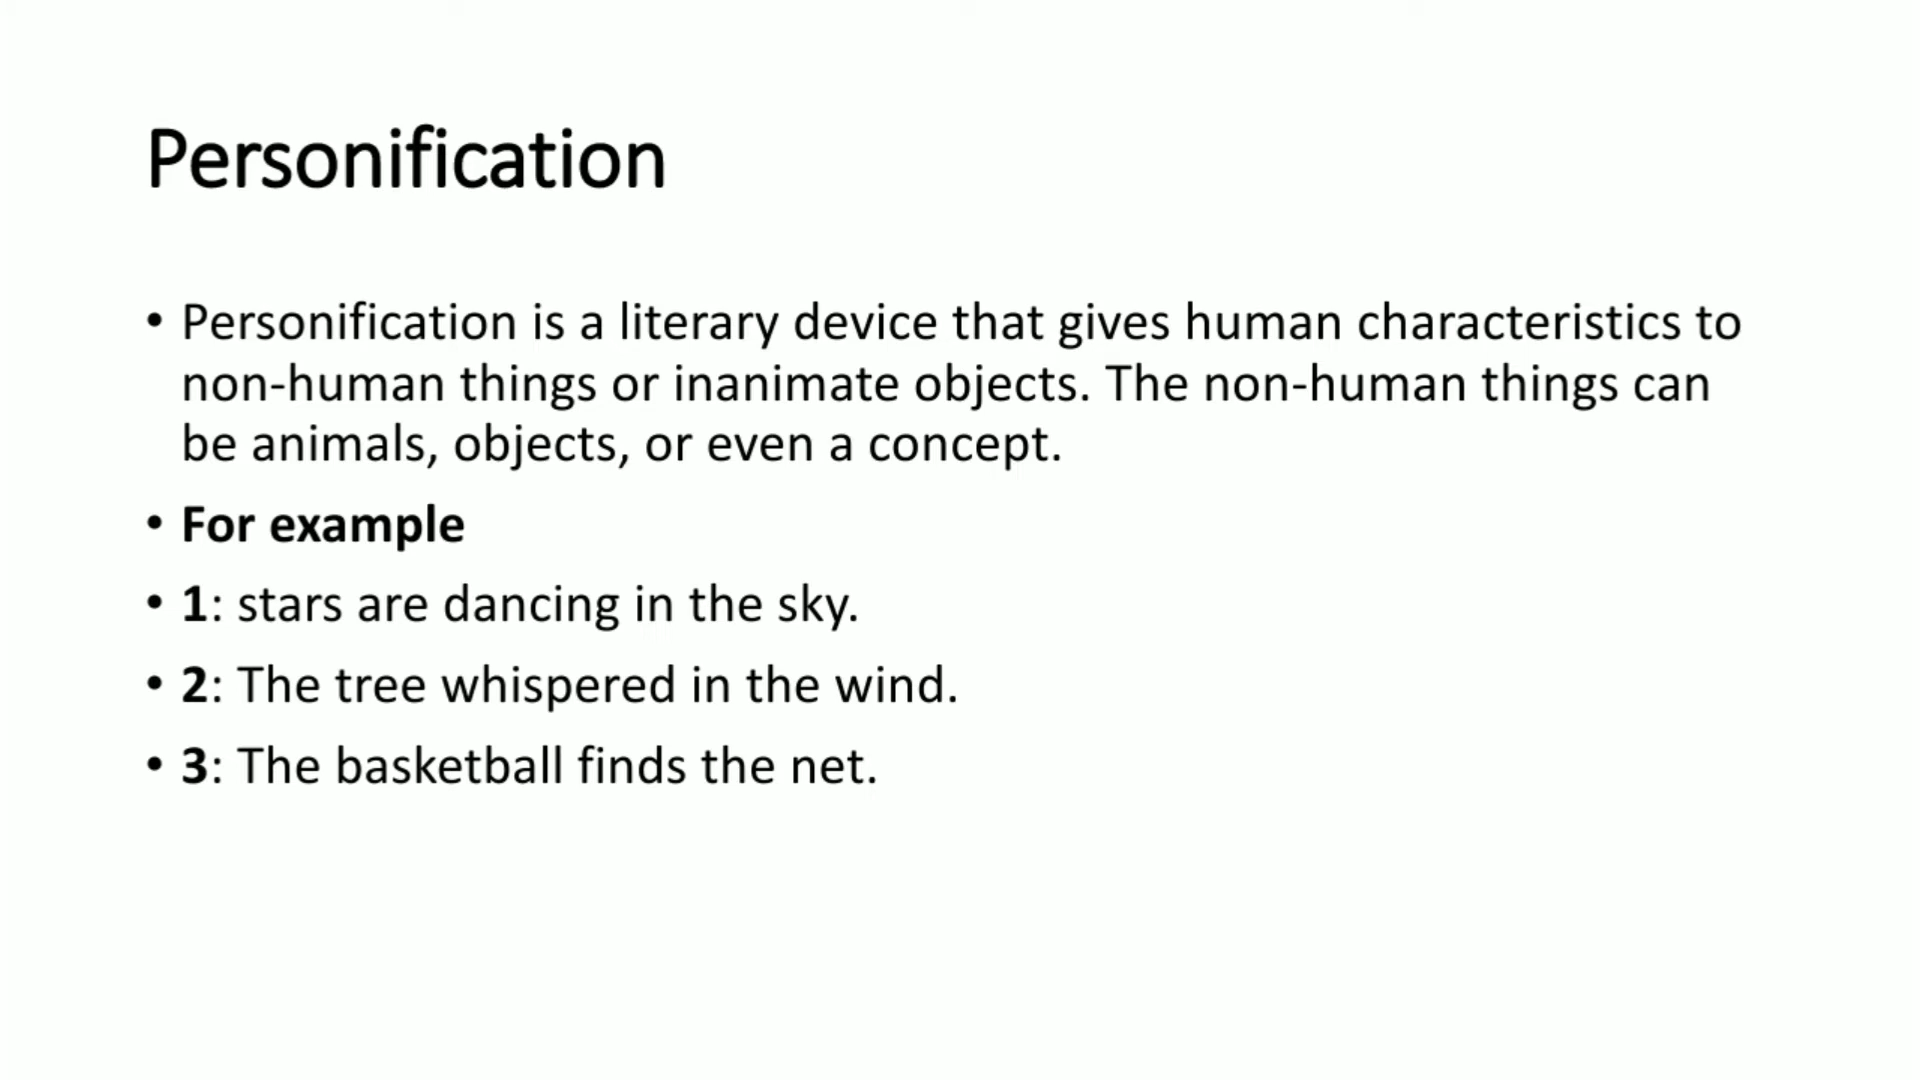 Personification
• Personification is a literary device that gives human characteristics to
non-human things or inanimate objects. The non-human things can
be animals, objects, or even a concept.
• For example
• 1: stars are dancing in the sky.
• 2: The tree whispered in the wind.
• 3: The basketball finds the net.